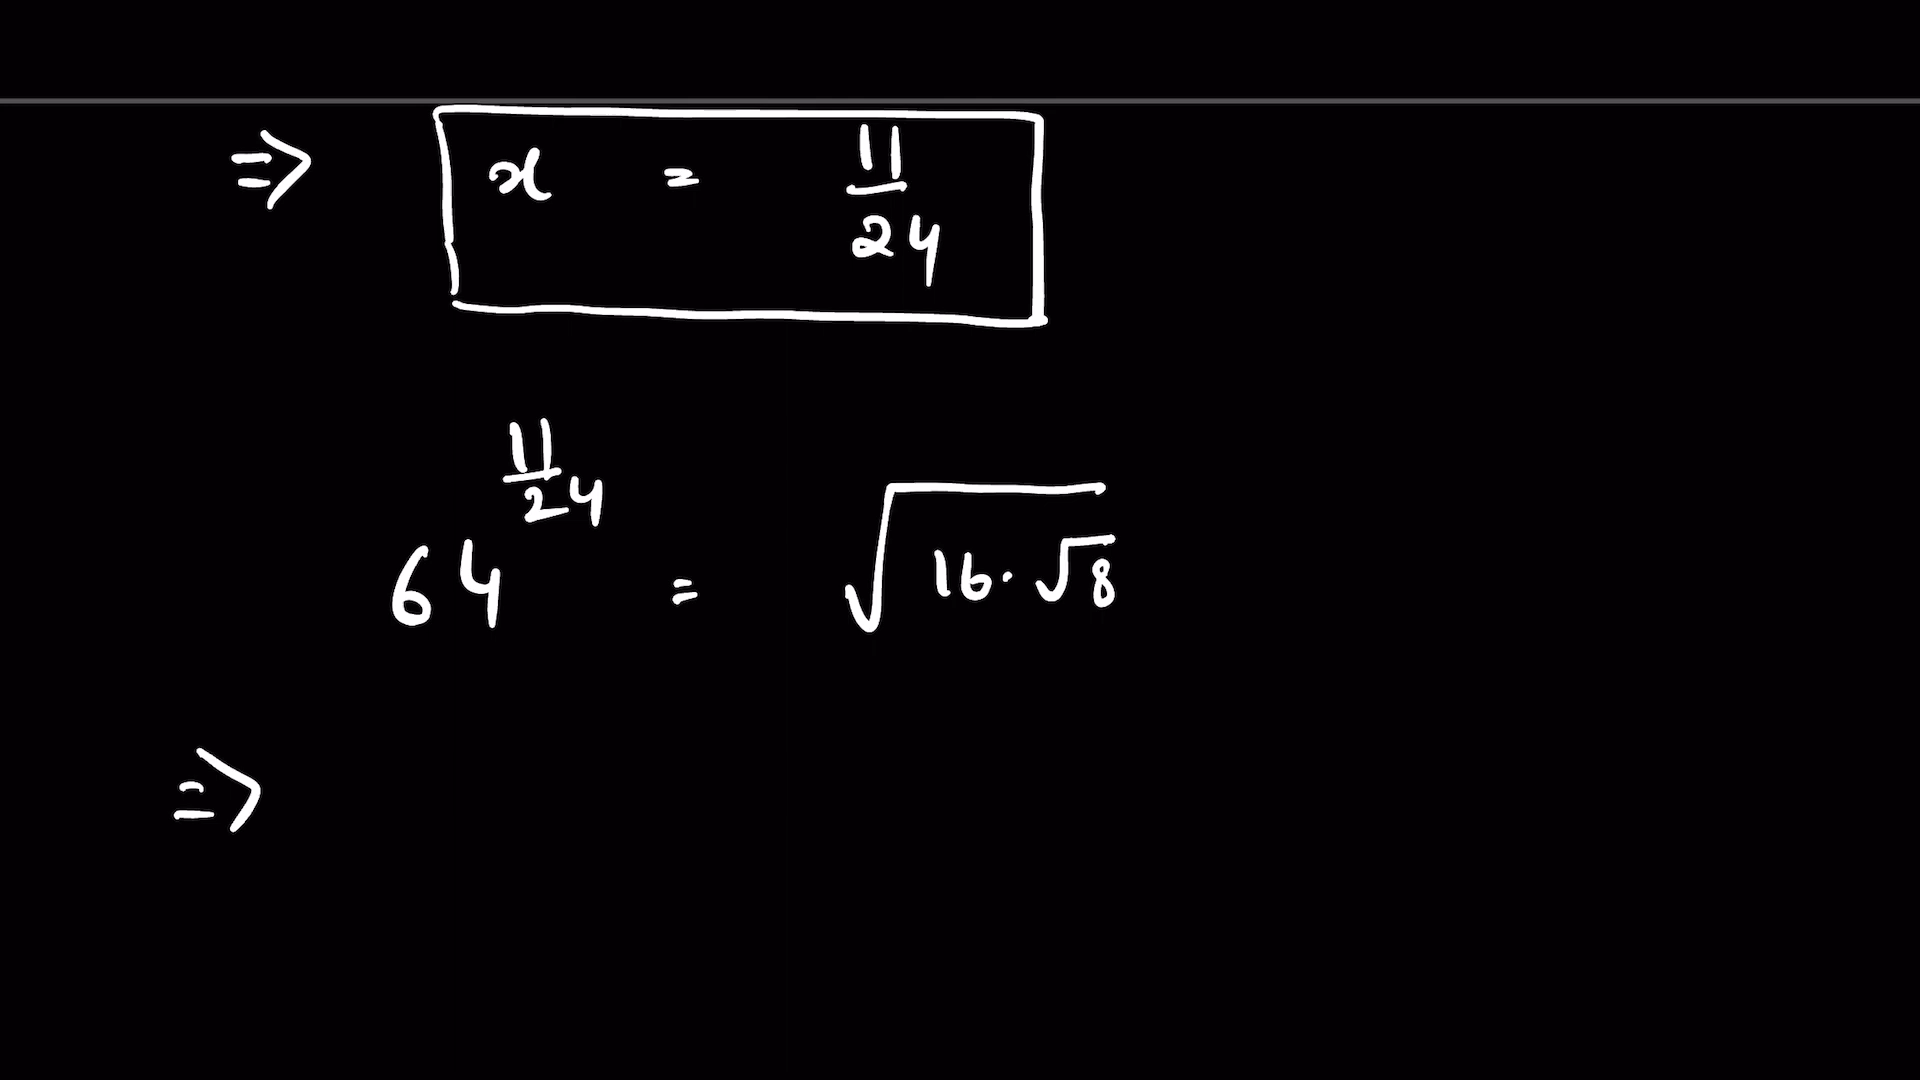 ⇒ x = 11/24
64^(11/24) = √(16·√8)
⇒